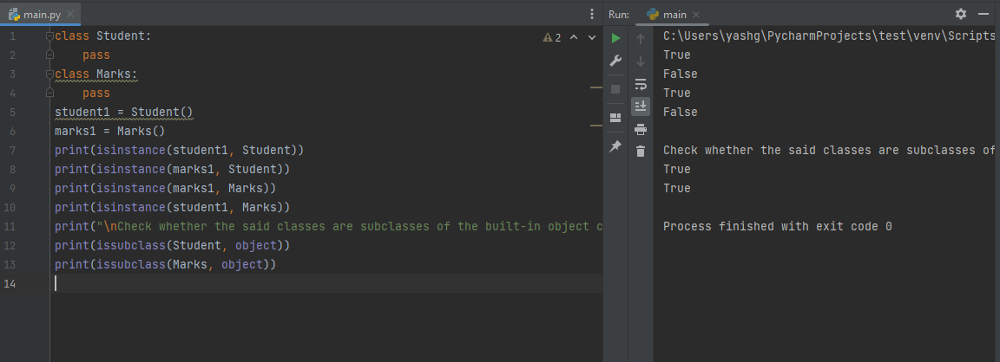 main.py
Run:
main
2
1 class Student:
2 pass
3 class Marks:
4 pass
5 student1 = Student()
6 marks1 = Marks()
7 print(isinstance(student1, Student))
8 print(isinstance(marks1, Student))
9 print(isinstance(marks1, Marks))
10 print(isinstance(student1, Marks))
11 print("\nCheck whether the said classes are subclasses of the built-in object c
12 print(issubclass(Student, object))
13 print(issubclass(Marks, object))
14
C:\Users\yashg\PycharmProjects\test\venv\Scripts
True
False
True
False
Check whether the said classes are subclasses of
True
True
Process finished with exit code 0